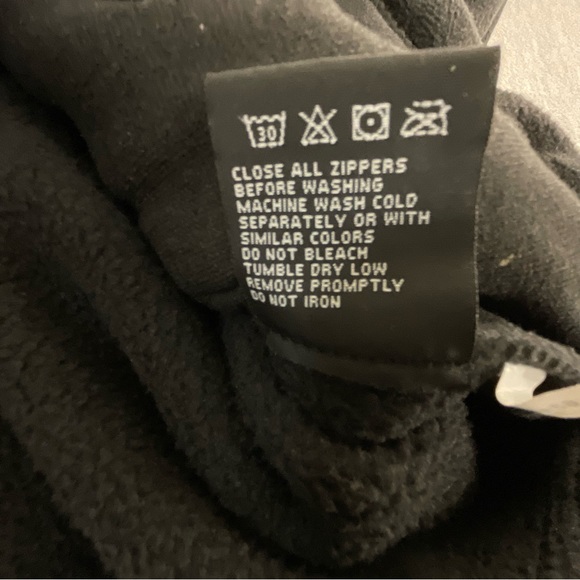 30
CLOSE ALL ZIPPERS
BEFORE WASHING
MACHINE WASH COLD
SEPARATELY OR WITH
SIMILAR COLORS
DO NOT BLEACH
TUMBLE DRY LOW
REMOVE PROMPTLY
DO NOT IRON